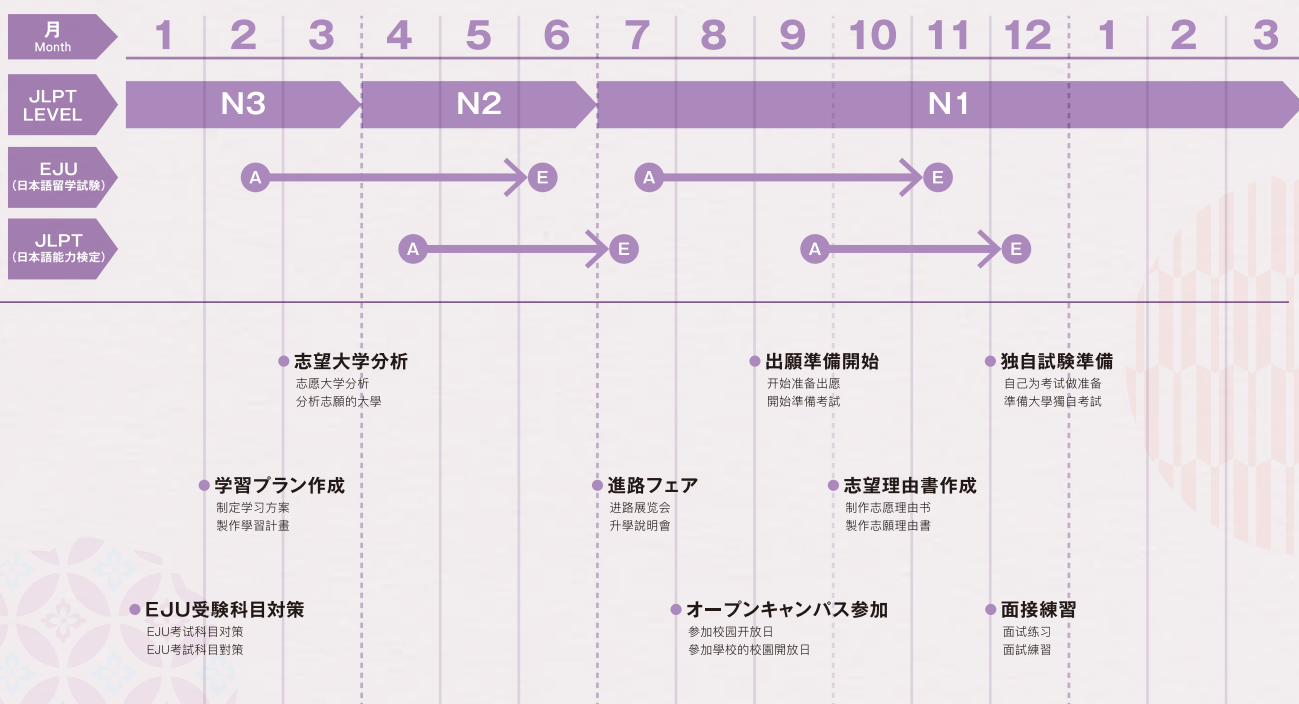 月
Month
1 2 3 4 5 6 7 8 9 10 11 12 1 2 3
JLPT
LEVEL
N3 N2 N1
EJU
(日本語留学試験)
A E A E
JLPT
(日本語能力検定)
A E A E
志望大学分析
志愿大学分析
分析志願的大學
出願準備開始
开始准备出愿
開始準備考試
独自試験準備
自己为考试做准备
準備大學獨自考試
学習プラン作成
制定学习方案
製作學習計畫
進路フェア
进路展览会
升學說明會
志望理由書作成
制作志愿理由书
製作志願理由書
EJU受験科目対策
EJU考试科目对策
EJU考試科目對策
オープンキャンパス参加
参加校园开放日
参加學校的校園開放日
面接練習
面试练习
面試練習